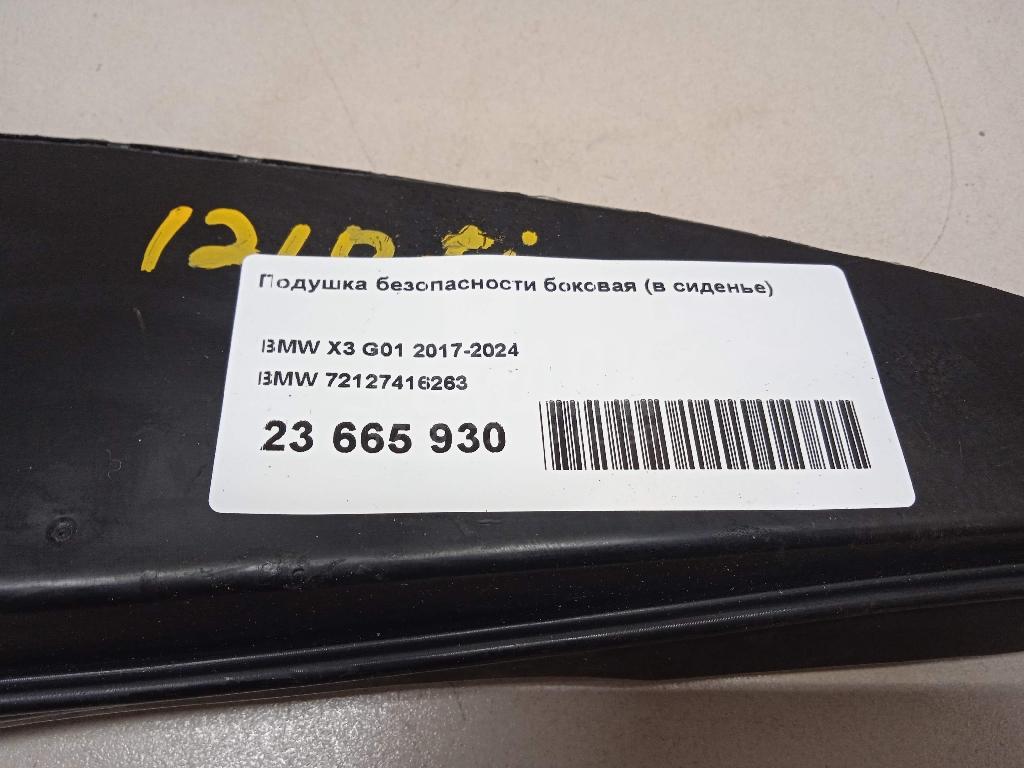 Подушка безопасности боковая (в сиденье)
BMW X3 G01 2017-2024
BMW 72127416263
23 665 930